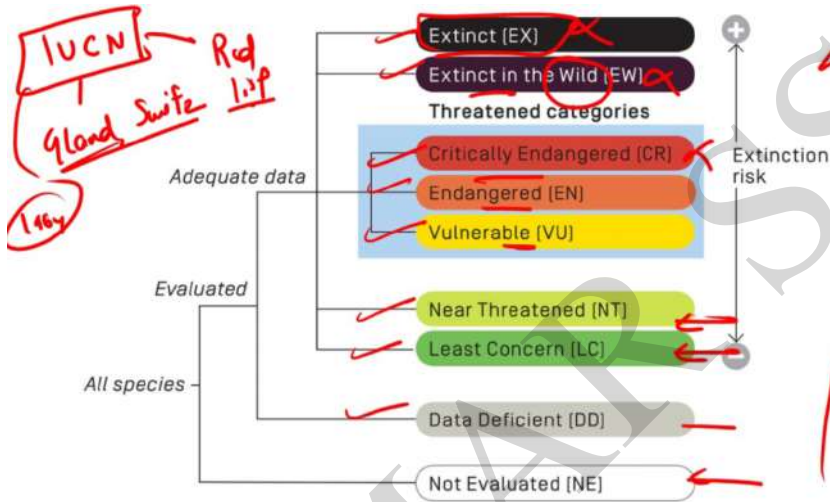 IUCN
Red
list
Gland Switz
1964
Extinct (EX)
Extinct in the Wild (EW)
Threatened categories
Critically Endangered (CR)
Extinction
risk
Adequate data
Endangered (EN)
Vulnerable (VU)
Evaluated
Near Threatened (NT)
Least Concern (LC)
All species
Data Deficient (DD)
Not Evaluated (NE)